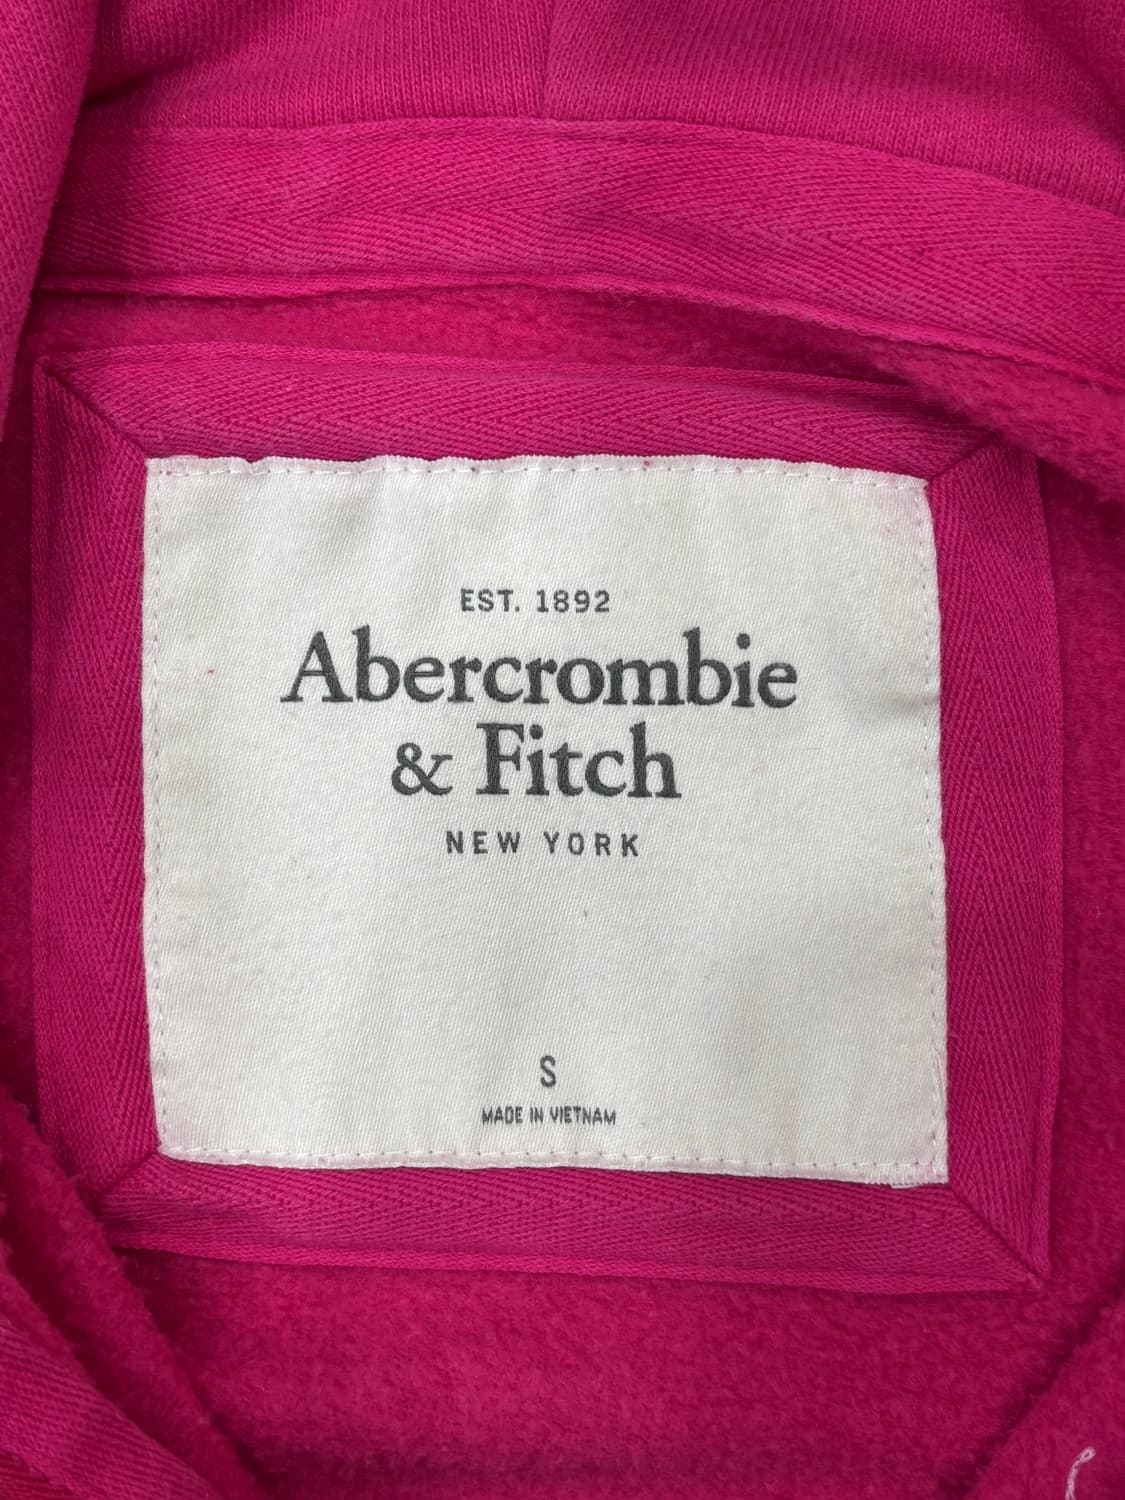 EST. 1892
Abercrombie
& Fitch
NEW YORK
S
MADE IN VIETNAM